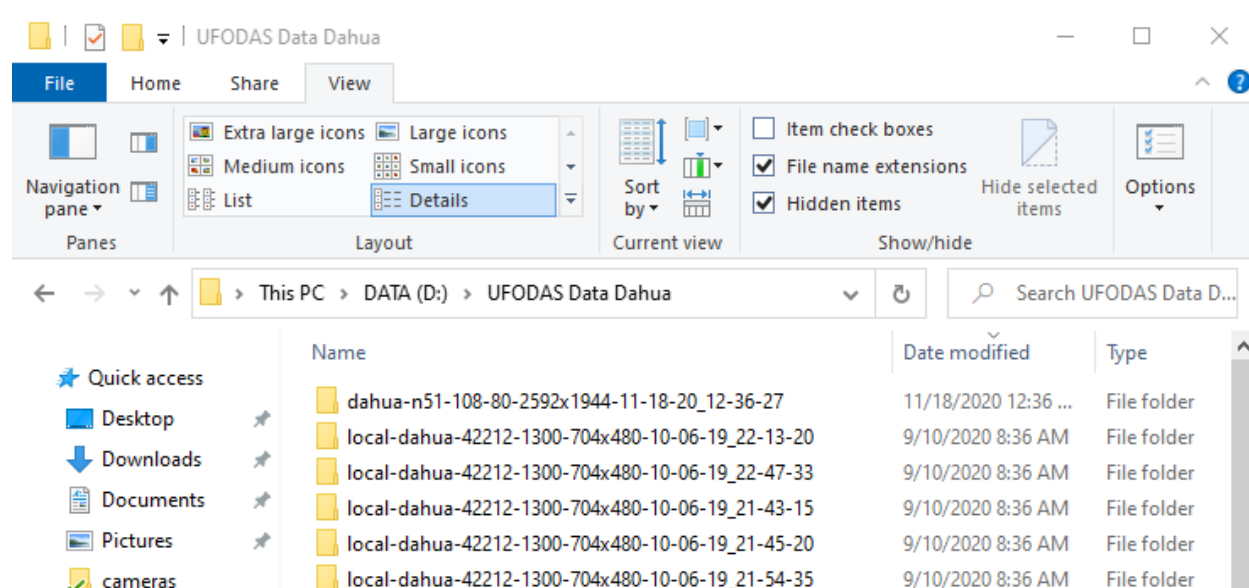 UFODAS Data Dahua
File Home Share View
Navigation pane
Panes
Extra large icons Large icons
Medium icons Small icons
List Details
Layout
Sort by
Current view
Item check boxes
File name extensions
Hidden items
Hide selected items
Show/hide
Options
This PC > DATA (D:) > UFODAS Data Dahua
Search UFODAS Data D...
Quick access
Desktop
Downloads
Documents
Pictures
cameras
Name Date modified Type
dahua-n51-108-80-2592x1944-11-18-20_12-36-27 11/18/2020 12:36 ... File folder
local-dahua-42212-1300-704x480-10-06-19_22-13-20 9/10/2020 8:36 AM File folder
local-dahua-42212-1300-704x480-10-06-19_22-47-33 9/10/2020 8:36 AM File folder
local-dahua-42212-1300-704x480-10-06-19_21-43-15 9/10/2020 8:36 AM File folder
local-dahua-42212-1300-704x480-10-06-19_21-45-20 9/10/2020 8:36 AM File folder
local-dahua-42212-1300-704x480-10-06-19_21-54-35 9/10/2020 8:36 AM File folder